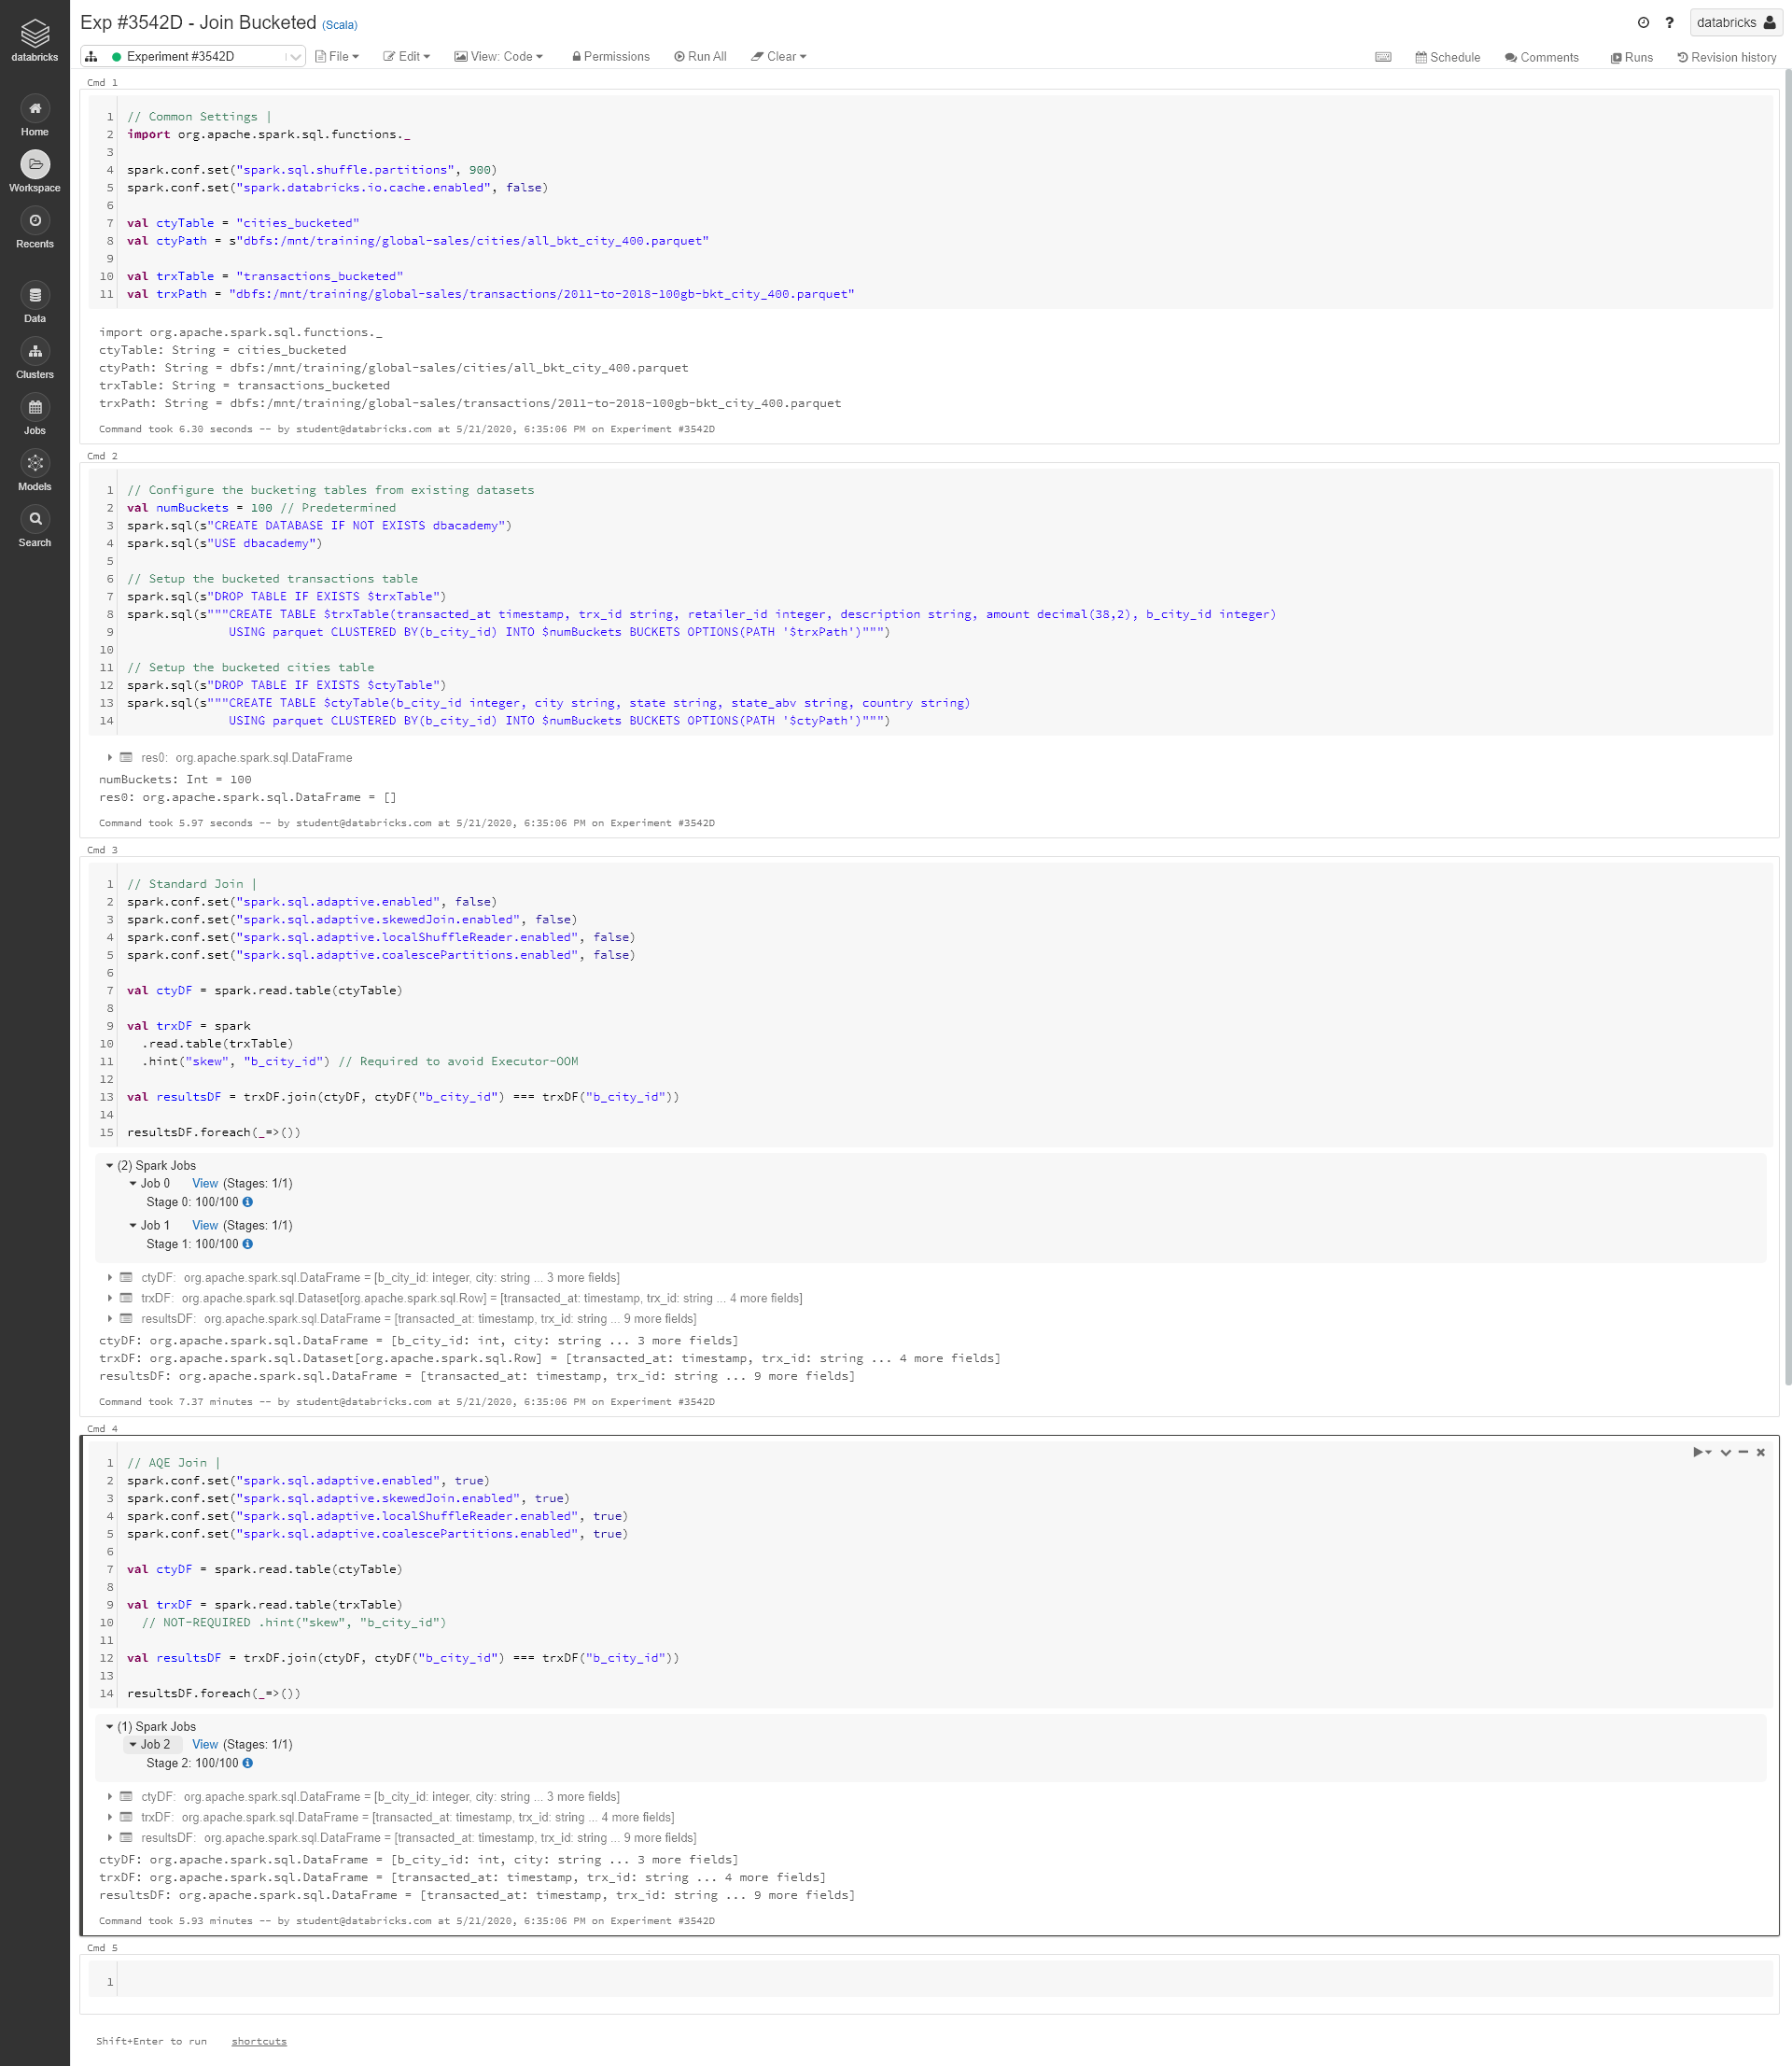 Exp #3542D - Join Bucketed (Scala)
databricks
databricks
Experiment #3542D
File
Edit
View: Code
Permissions
Run All
Clear
Schedule
Comments
Runs
Revision history
Home
Workspace
Recents
Data
Clusters
Jobs
Models
Search
Cmd 1
1 // Common Settings |
2 import org.apache.spark.sql.functions._
3
4 spark.conf.set("spark.sql.shuffle.partitions", 900)
5 spark.conf.set("spark.databricks.io.cache.enabled", false)
6
7 val ctyTable = "cities_bucketed"
8 val ctyPath = s"dbfs:/mnt/training/global-sales/cities/all_bkt_city_400.parquet"
9
10 val trxTable = "transactions_bucketed"
11 val trxPath = "dbfs:/mnt/training/global-sales/transactions/2011-to-2018-100gb-bkt_city_400.parquet"
import org.apache.spark.sql.functions._
ctyTable: String = cities_bucketed
ctyPath: String = dbfs:/mnt/training/global-sales/cities/all_bkt_city_400.parquet
trxTable: String = transactions_bucketed
trxPath: String = dbfs:/mnt/training/global-sales/transactions/2011-to-2018-100gb-bkt_city_400.parquet
Command took 6.30 seconds -- by student@databricks.com at 5/21/2020, 6:35:06 PM on Experiment #3542D
Cmd 2
1 // Configure the bucketing tables from existing datasets
2 val numBuckets = 100 // Predetermined
3 spark.sql(s"CREATE DATABASE IF NOT EXISTS dbacademy")
4 spark.sql(s"USE dbacademy")
5
6 // Setup the bucketed transactions table
7 spark.sql(s"DROP TABLE IF EXISTS $trxTable")
8 spark.sql(s"""CREATE TABLE $trxTable(transacted_at timestamp, trx_id string, retailer_id integer, description string, amount decimal(38,2), b_city_id integer)
9 USING parquet CLUSTERED BY(b_city_id) INTO $numBuckets BUCKETS OPTIONS(PATH '$trxPath')""")
10
11 // Setup the bucketed cities table
12 spark.sql(s"DROP TABLE IF EXISTS $ctyTable")
13 spark.sql(s"""CREATE TABLE $ctyTable(b_city_id integer, city string, state string, state_abv string, country string)
14 USING parquet CLUSTERED BY(b_city_id) INTO $numBuckets BUCKETS OPTIONS(PATH '$ctyPath')""")
res0: org.apache.spark.sql.DataFrame
numBuckets: Int = 100
res0: org.apache.spark.sql.DataFrame = []
Command took 5.97 seconds -- by student@databricks.com at 5/21/2020, 6:35:06 PM on Experiment #3542D
Cmd 3
1 // Standard Join |
2 spark.conf.set("spark.sql.adaptive.enabled", false)
3 spark.conf.set("spark.sql.adaptive.skewedJoin.enabled", false)
4 spark.conf.set("spark.sql.adaptive.localShuffleReader.enabled", false)
5 spark.conf.set("spark.sql.adaptive.coalescePartitions.enabled", false)
6
7 val ctyDF = spark.read.table(ctyTable)
8
9 val trxDF = spark
10 .read.table(trxTable)
11 .hint("skew", "b_city_id") // Required to avoid Executor-OOM
12
13 val resultsDF = trxDF.join(ctyDF, ctyDF("b_city_id") === trxDF("b_city_id"))
14
15 resultsDF.foreach(_=>())
(2) Spark Jobs
Job 0 View (Stages: 1/1)
Stage 0: 100/100
Job 1 View (Stages: 1/1)
Stage 1: 100/100
ctyDF: org.apache.spark.sql.DataFrame = [b_city_id: integer, city: string ... 3 more fields]
trxDF: org.apache.spark.sql.Dataset[org.apache.spark.sql.Row] = [transacted_at: timestamp, trx_id: string ... 4 more fields]
resultsDF: org.apache.spark.sql.DataFrame = [transacted_at: timestamp, trx_id: string ... 9 more fields]
ctyDF: org.apache.spark.sql.DataFrame = [b_city_id: int, city: string ... 3 more fields]
trxDF: org.apache.spark.sql.Dataset[org.apache.spark.sql.Row] = [transacted_at: timestamp, trx_id: string ... 4 more fields]
resultsDF: org.apache.spark.sql.DataFrame = [transacted_at: timestamp, trx_id: string ... 9 more fields]
Command took 7.37 minutes -- by student@databricks.com at 5/21/2020, 6:35:06 PM on Experiment #3542D
Cmd 4
1 // AQE Join |
2 spark.conf.set("spark.sql.adaptive.enabled", true)
3 spark.conf.set("spark.sql.adaptive.skewedJoin.enabled", true)
4 spark.conf.set("spark.sql.adaptive.localShuffleReader.enabled", true)
5 spark.conf.set("spark.sql.adaptive.coalescePartitions.enabled", true)
6
7 val ctyDF = spark.read.table(ctyTable)
8
9 val trxDF = spark.read.table(trxTable)
10 // NOT-REQUIRED .hint("skew", "b_city_id")
11
12 val resultsDF = trxDF.join(ctyDF, ctyDF("b_city_id") === trxDF("b_city_id"))
13
14 resultsDF.foreach(_=>())
(1) Spark Jobs
Job 2 View (Stages: 1/1)
Stage 2: 100/100
ctyDF: org.apache.spark.sql.DataFrame = [b_city_id: integer, city: string ... 3 more fields]
trxDF: org.apache.spark.sql.DataFrame = [transacted_at: timestamp, trx_id: string ... 4 more fields]
resultsDF: org.apache.spark.sql.DataFrame = [transacted_at: timestamp, trx_id: string ... 9 more fields]
ctyDF: org.apache.spark.sql.DataFrame = [b_city_id: int, city: string ... 3 more fields]
trxDF: org.apache.spark.sql.DataFrame = [transacted_at: timestamp, trx_id: string ... 4 more fields]
resultsDF: org.apache.spark.sql.DataFrame = [transacted_at: timestamp, trx_id: string ... 9 more fields]
Command took 5.93 minutes -- by student@databricks.com at 5/21/2020, 6:35:06 PM on Experiment #3542D
Cmd 5
1
Shift+Enter to run shortcuts